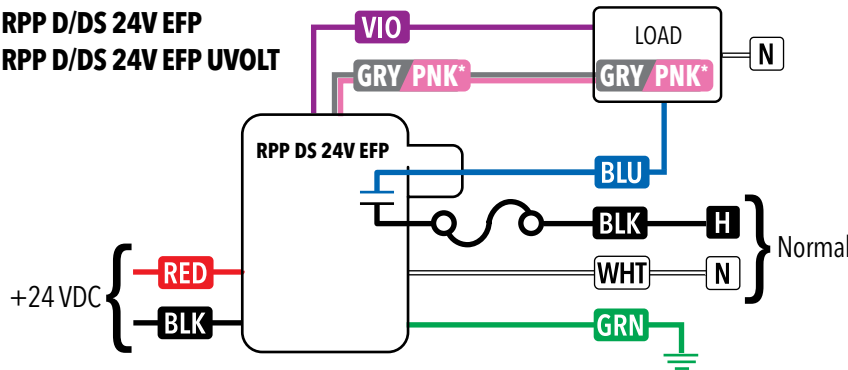 RPP D/DS 24V EFP
RPP D/DS 24V EFP UVOLT
VIO
LOAD
N
GRY/PNK*
GRY/PNK*
RPP DS 24V EFP
BLU
BLK
H
Normal
RED
WHT
N
+24 VDC
BLK
GRN